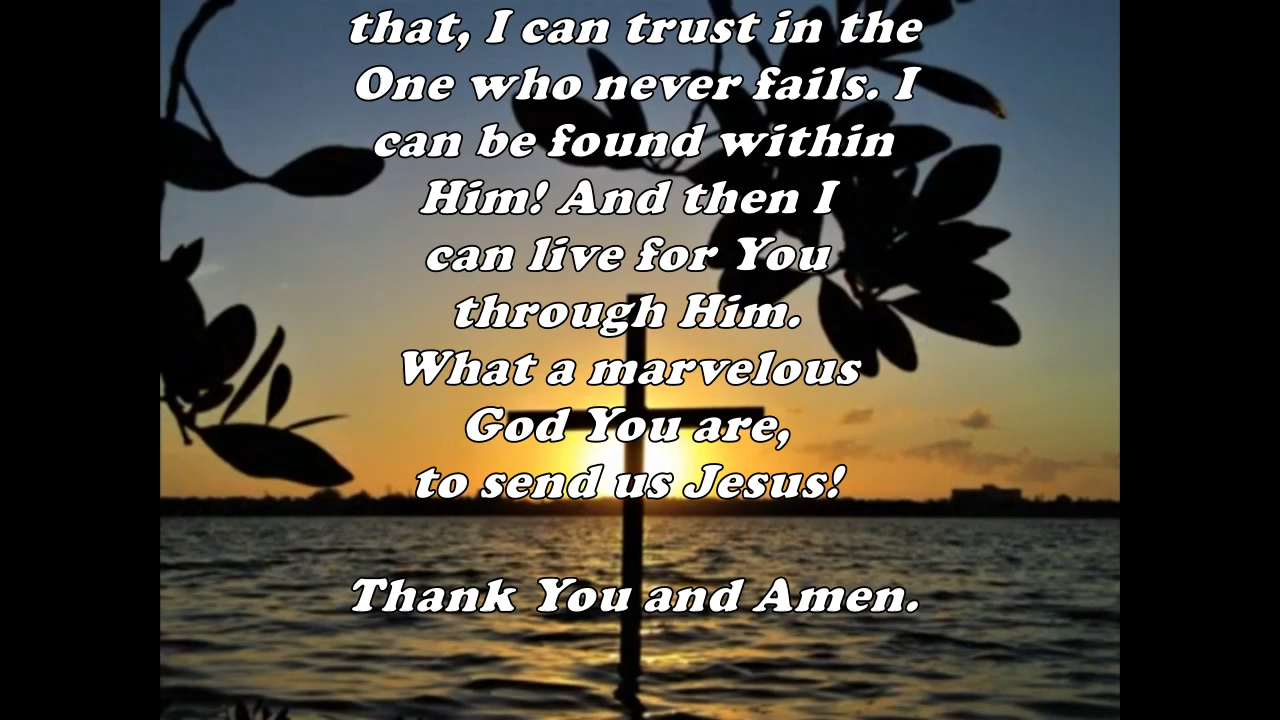 that, I can trust in the
One who never fails. I
can be found within
Him! And then I
can live for You
through Him.
What a marvelous
God You are,
to send us Jesus!
Thank You and Amen.